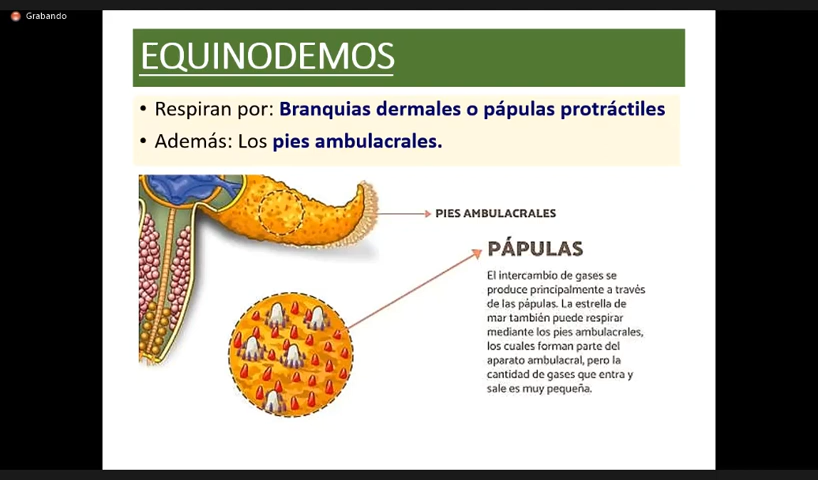 Grabando
EQUINODEMOS
• Respiran por: Branquias dermales o pápulas protráctiles
• Además: Los pies ambulacrales.
PIES AMBULACRALES
PÁPULAS
El intercambio de gases se
produce principalmente a través
de las pápulas. La estrella de
mar también puede respirar
mediante los pies ambulacrales,
los cuales forman parte del
aparato ambulacral, pero la
cantidad de gases que entra y
sale es muy pequeña.